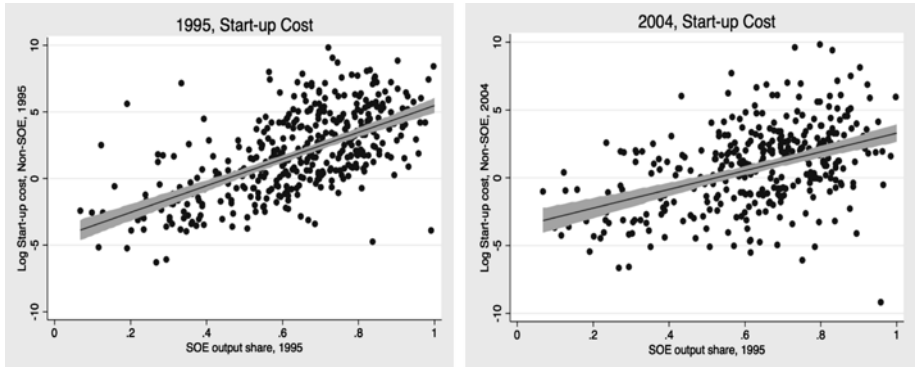 1995, Start-up Cost
Log Start-up cost, Non-SOE, 1995
10
5
0
-5
-10
0 .2 .4 .6 .8 1
SOE output share, 1995
2004, Start-up Cost
Log Start-up cost, Non-SOE, 2004
10
5
0
-5
-10
0 .2 .4 .6 .8 1
SOE output share, 1995